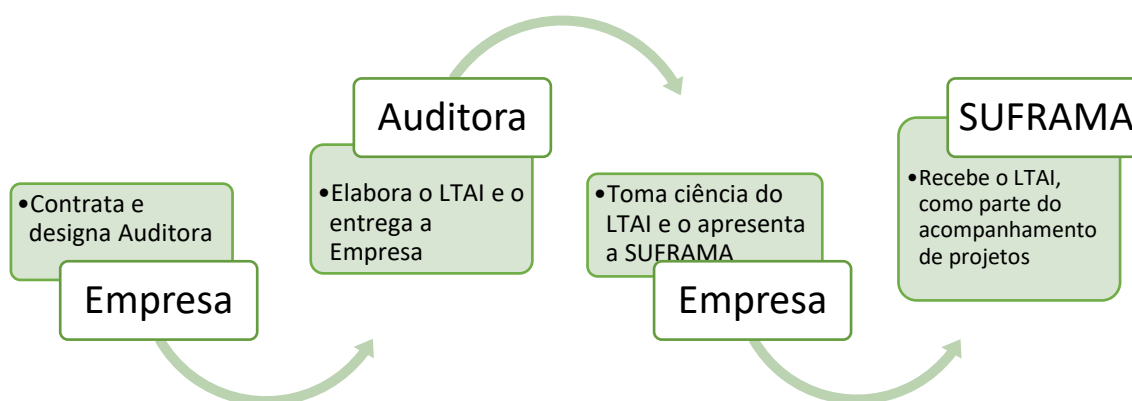 •Contrata e
designa Auditora
Empresa
Auditora
•Elabora o LTAI e o
entrega a
Empresa
•Toma ciência do
LTAI e o apresenta
a SUFRAMA
Empresa
SUFRAMA
•Recebe o LTAI,
como parte do
acompanhamento
de projetos